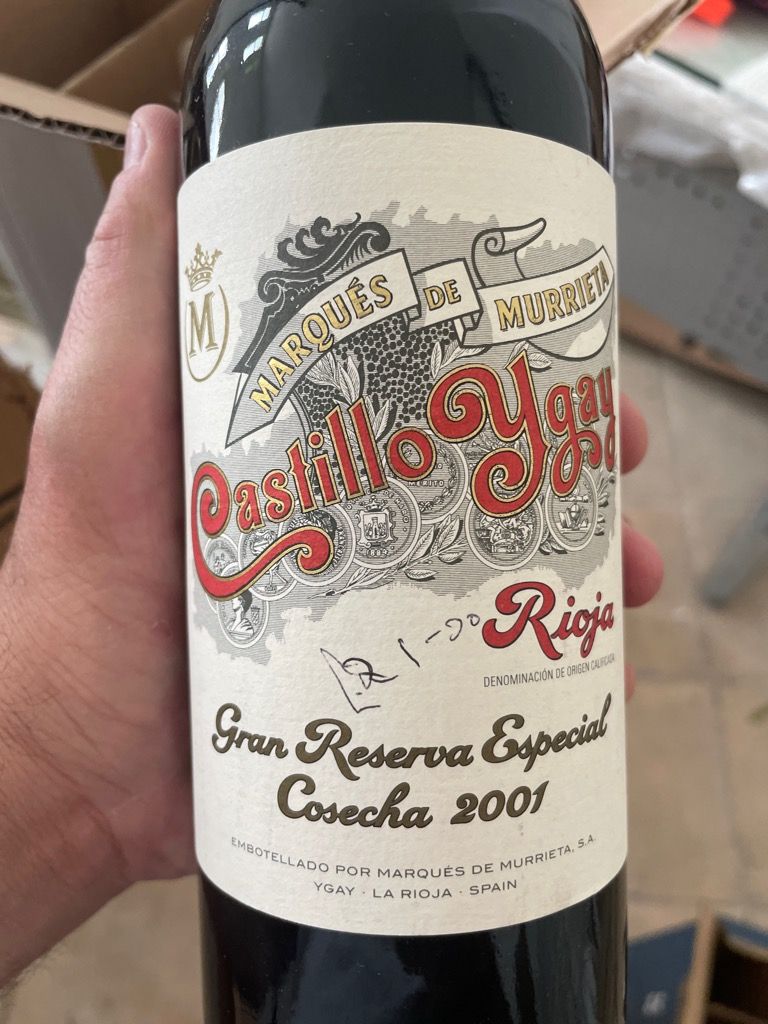 M
MARQUÉS DE MURRIETA
Castillo Ygay
MERITO
Rioja
DENOMINACIÓN DE ORIGEN CALIFICADA
Gran Reserva Especial
Cosecha 2001
EMBOTELLADO POR MARQUÉS DE MURRIETA, S.A.
YGAY · LA RIOJA · SPAIN